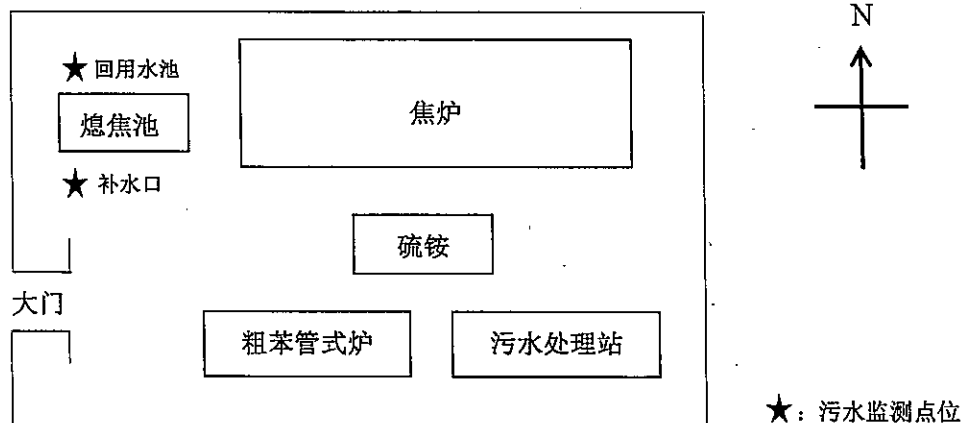 N
★ 回用水池
熄焦池
焦炉
★ 补水口
硫铵
大门
粗苯管式炉
污水处理站
★：污水监测点位